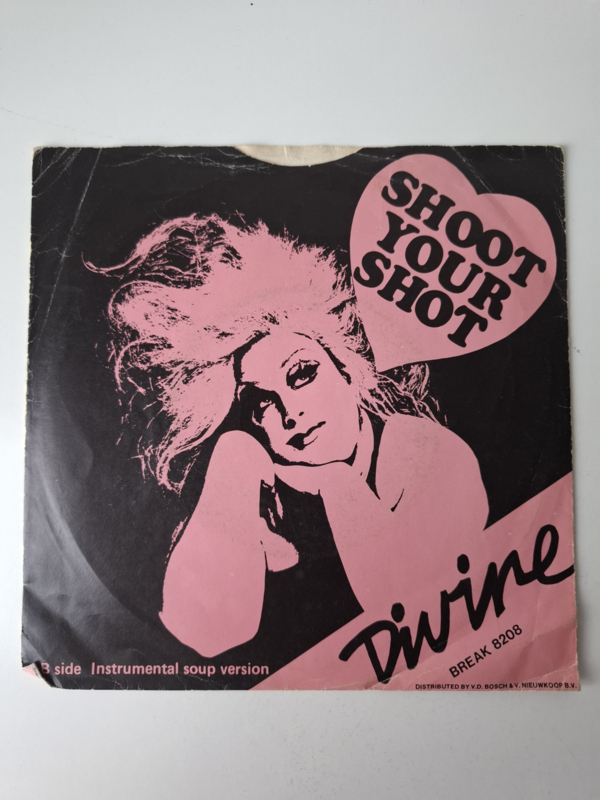 SHOOT
YOUR
SHOT
Divine
BREAK 8208
B side Instrumental soup version
DISTRIBUTED BY V.D. BOSCH & V. NIEUWKOOP B.V.